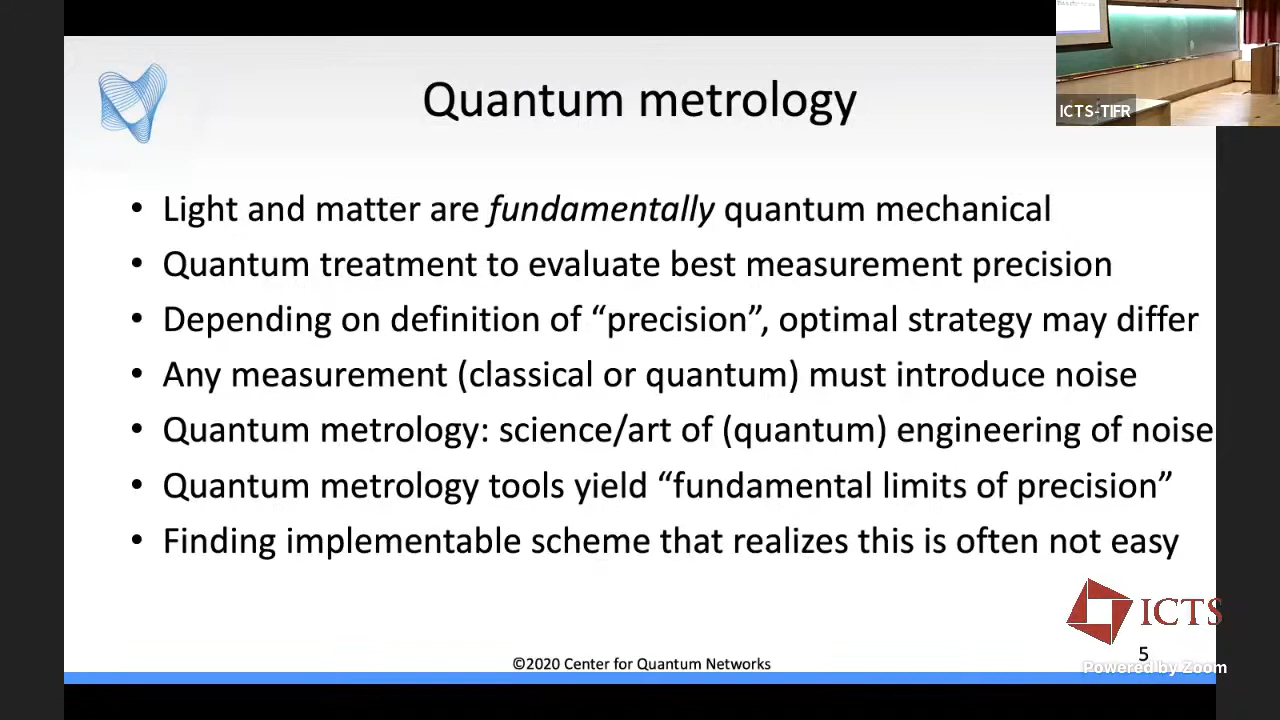 Quantum metrology
ICTS-TIFR
• Light and matter are fundamentally quantum mechanical
• Quantum treatment to evaluate best measurement precision
• Depending on definition of “precision”, optimal strategy may differ
• Any measurement (classical or quantum) must introduce noise
• Quantum metrology: science/art of (quantum) engineering of noise
• Quantum metrology tools yield “fundamental limits of precision”
• Finding implementable scheme that realizes this is often not easy
ICTS
5
©2020 Center for Quantum Networks
Powered by Zoom